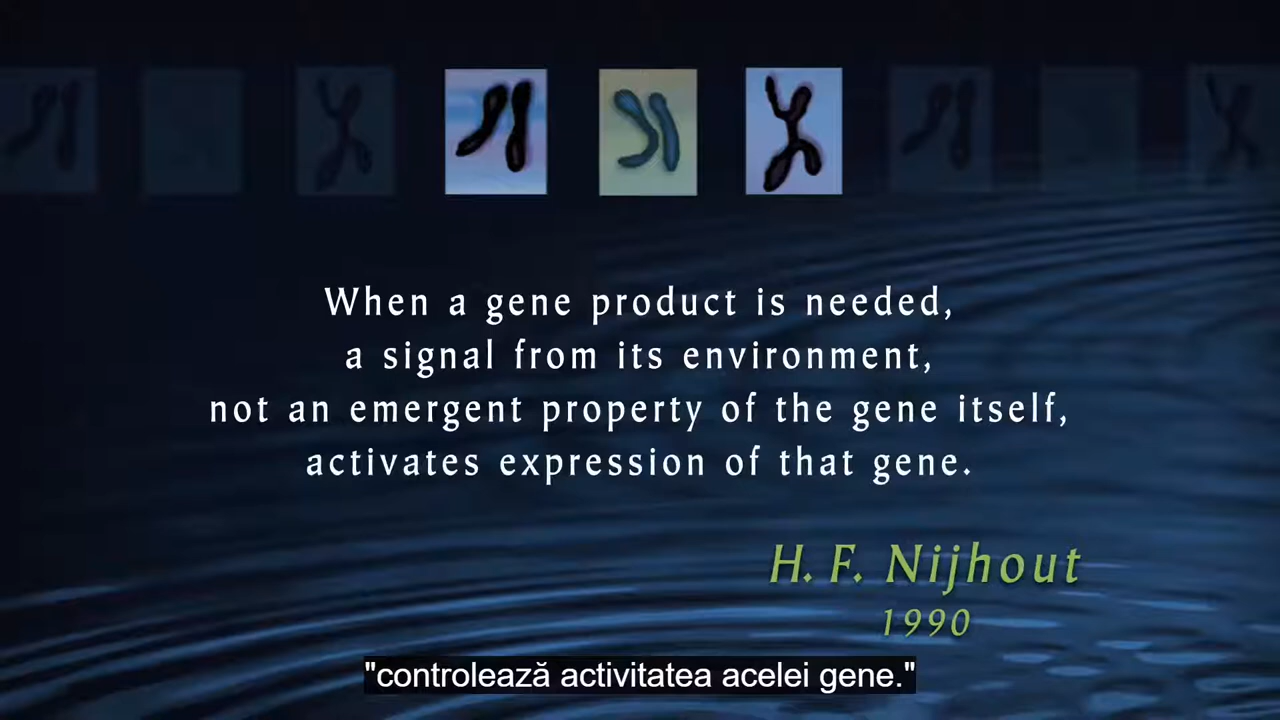 When a gene product is needed,
a signal from its environment,
not an emergent property of the gene itself,
activates expression of that gene.
H. F. Nijhout
1990
"controlează activitatea acelei gene."